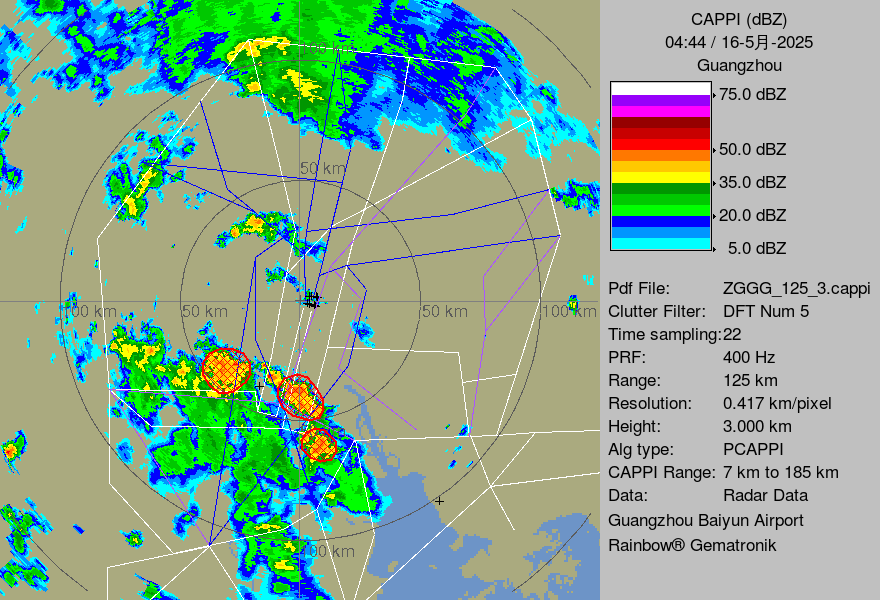 CAPPI (dBZ)
04:44 / 16-5月-2025
Guangzhou
75.0 dBZ
50.0 dBZ
35.0 dBZ
20.0 dBZ
5.0 dBZ
Pdf File: ZGGG_125_3.cappi
Clutter Filter: DFT Num 5
Time sampling:22
PRF: 400 Hz
Range: 125 km
Resolution: 0.417 km/pixel
Height: 3.000 km
Alg type: PCAPPI
CAPPI Range: 7 km to 185 km
Data: Radar Data
Guangzhou Baiyun Airport
Rainbow® Gematronik
100 km
50 km
100 km
50 km
50 km
100 km
100 km